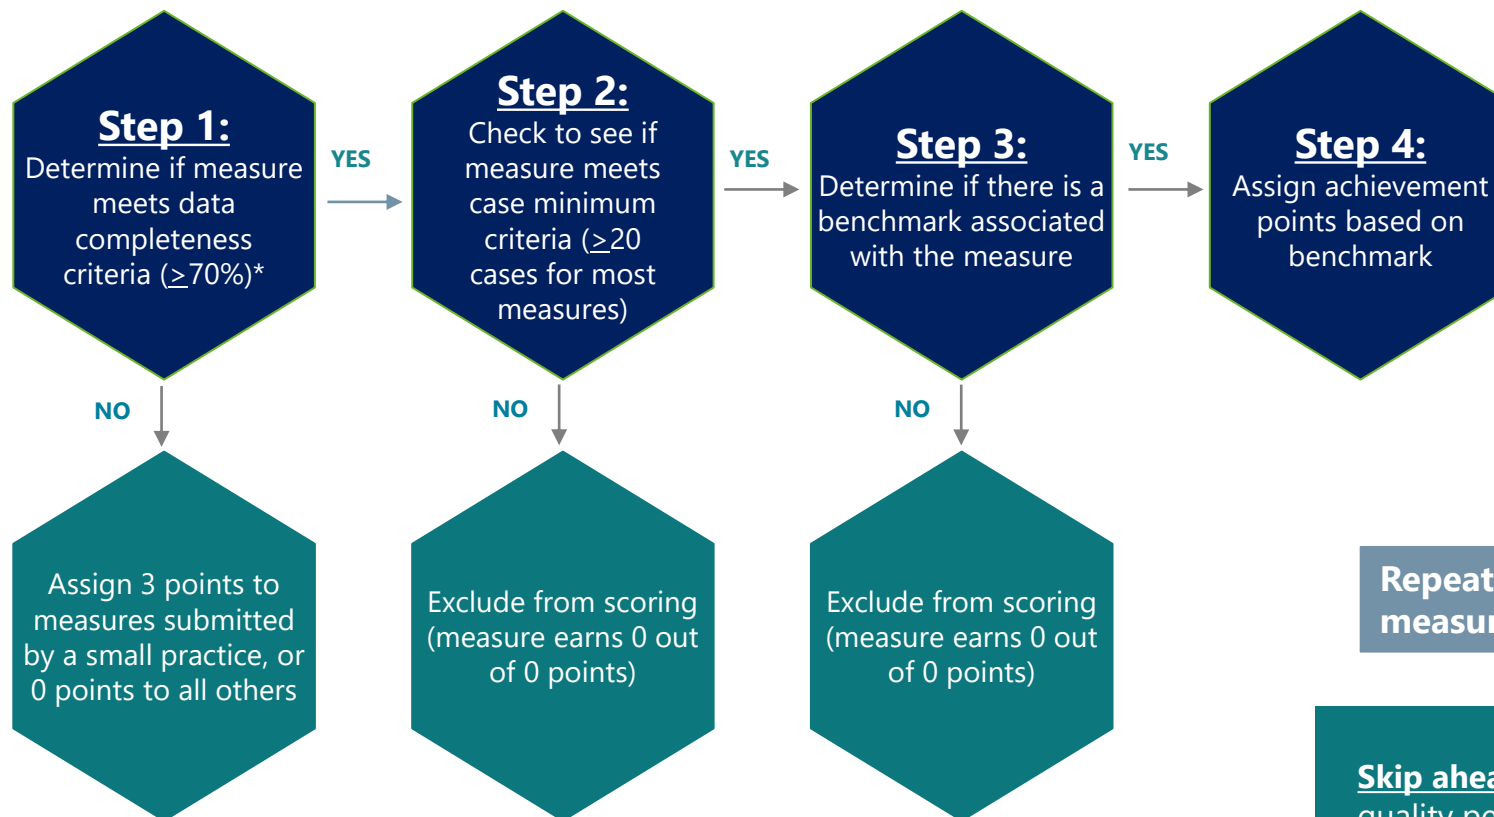 Step 1:
Determine if measure
meets data
completeness
criteria (≥70%)*
YES
Step 2:
Check to see if
measure meets
case minimum
criteria (≥20
cases for most
measures)
YES
Step 3:
Determine if there is a
benchmark associated
with the measure
YES
Step 4:
Assign achievement
points based on
benchmark
NO
NO
NO
Assign 3 points to
measures submitted
by a small practice, or
0 points to all others
Exclude from scoring
(measure earns 0 out
of 0 points)
Exclude from scoring
(measure earns 0 out
of 0 points)
Repeat
Skip